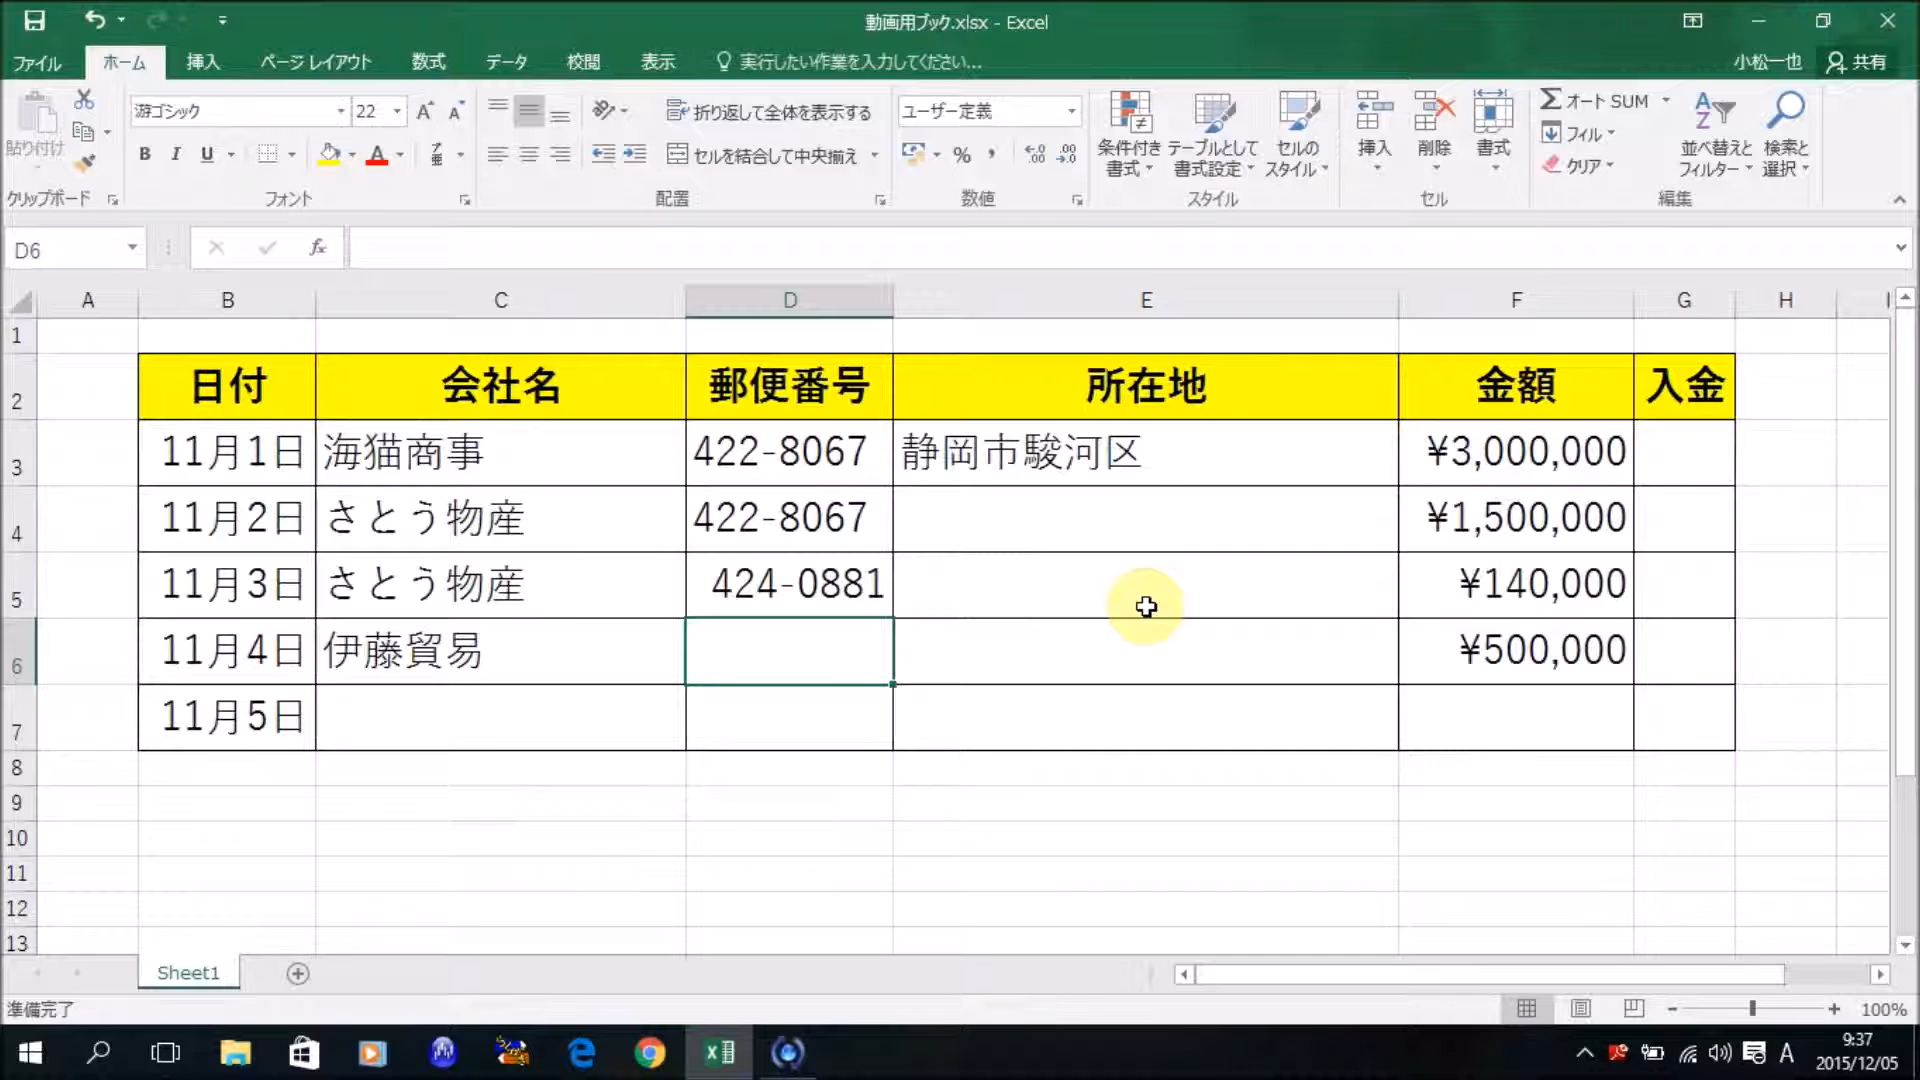 動画用ブック.xlsx - Excel
ファイル ホーム 挿入 ページ レイアウト 数式 データ 校閲 表示 実行したい作業を入力してください... 小松一也 共有
貼り付け
游ゴシック 22
B I U
折り返して全体を表示する
セルを結合して中央揃え
ユーザー定義
%
条件付き書式
テーブルとして書式設定
セルのスタイル
挿入 削除 書式
Σ オート SUM
フィル
クリア
並べ替えとフィルター
検索と選択
クリップボード フォント 配置 数値 スタイル セル 編集
D6 fx
A B C D E F G H I
1
2 日付 会社名 郵便番号 所在地 金額 入金
3 11月1日 海猫商事 422-8067 静岡市駿河区 ¥3,000,000
4 11月2日 さとう物産 422-8067 ¥1,500,000
5 11月3日 さとう物産 424-0881 ¥140,000
6 11月4日 伊藤貿易 ¥500,000
7 11月5日
8
9
10
11
12
13
Sheet1
準備完了 100%
A 9:37
2015/12/05